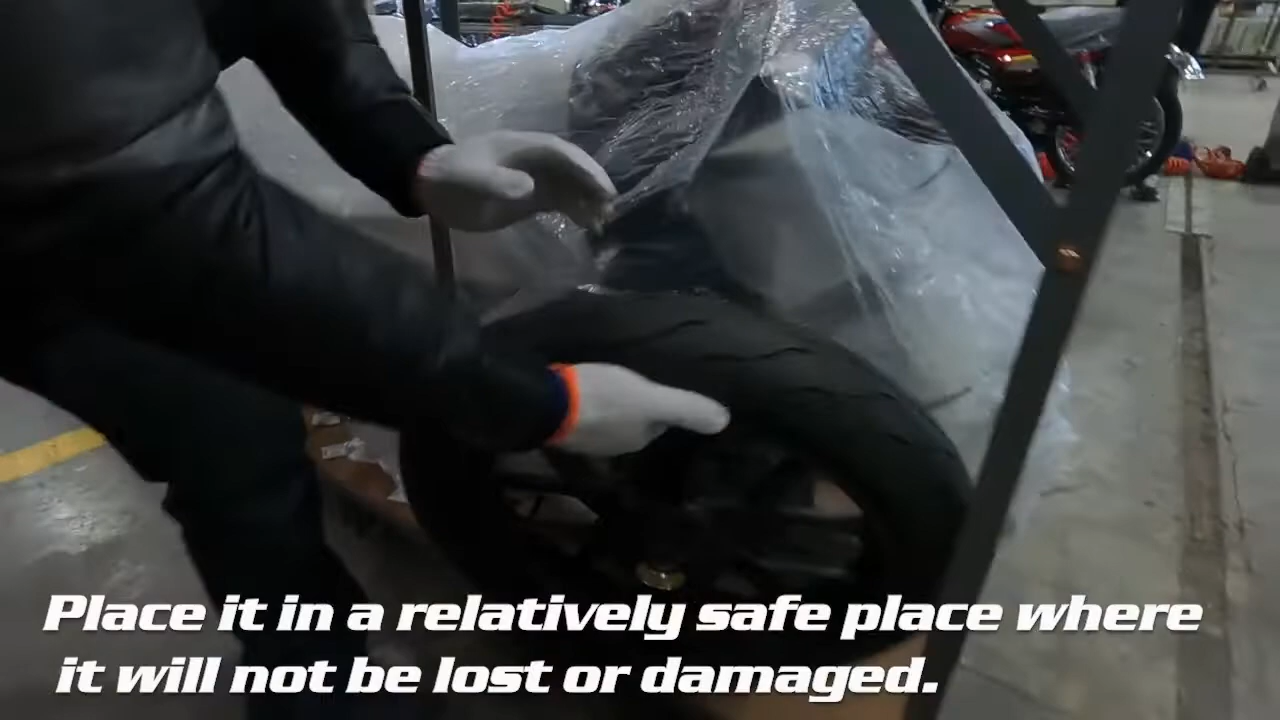 Place it in a relatively safe place where
it will not be lost or damaged.